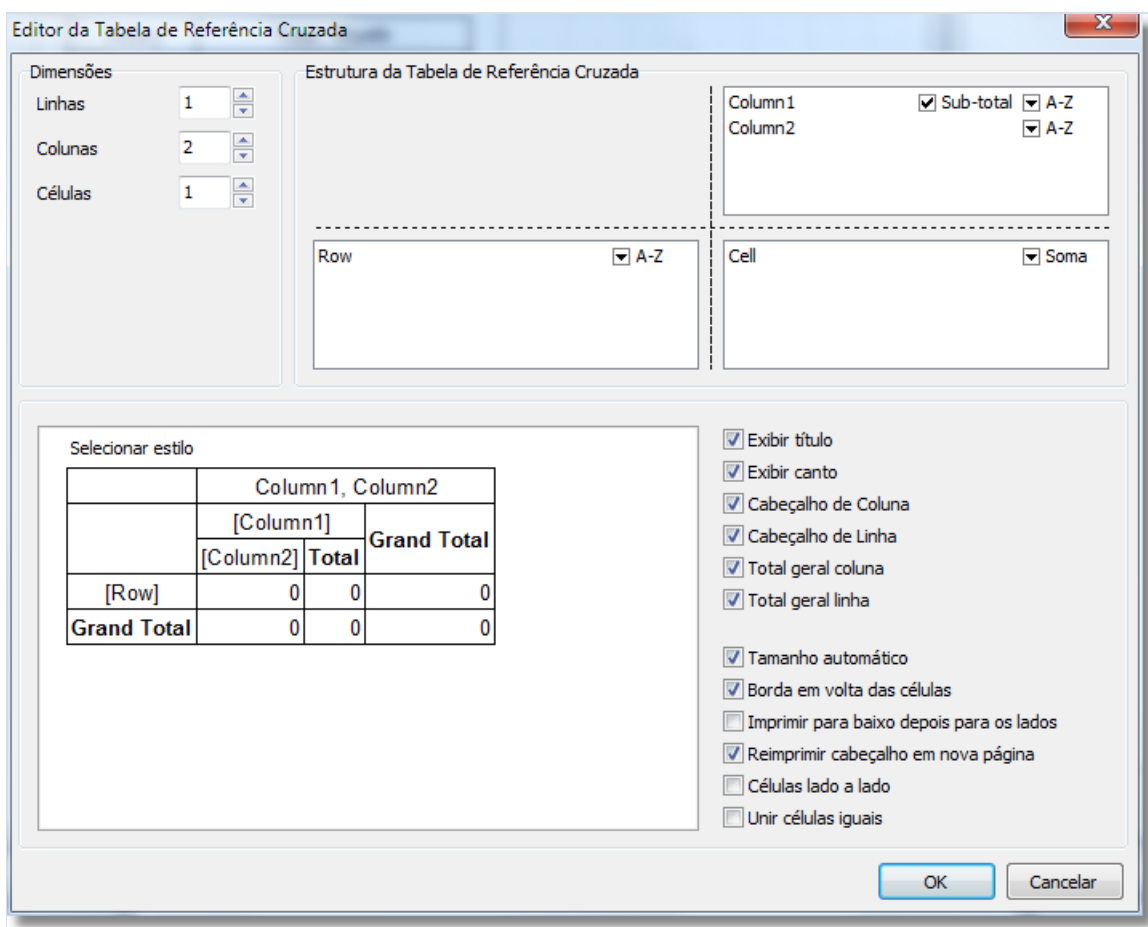 Editor da Tabela de Referência Cruzada
x
Dimensões
Linhas 1
Colunas 2
Células 1
Estrutura da Tabela de Referência Cruzada
Column1 Sub-total A-Z
Column2 A-Z
Row A-Z
Cell Soma
Selecionar estilo
Column1, Column2
[Column1] Grand Total
[Column2] Total
[Row] 0 0 0
Grand Total 0 0 0
Exibir título
Exibir canto
Cabeçalho de Coluna
Cabeçalho de Linha
Total geral coluna
Total geral linha
Tamanho automático
Borda em volta das células
Imprimir para baixo depois para os lados
Reimprimir cabeçalho em nova página
Células lado a lado
Unir células iguais
OK Cancelar